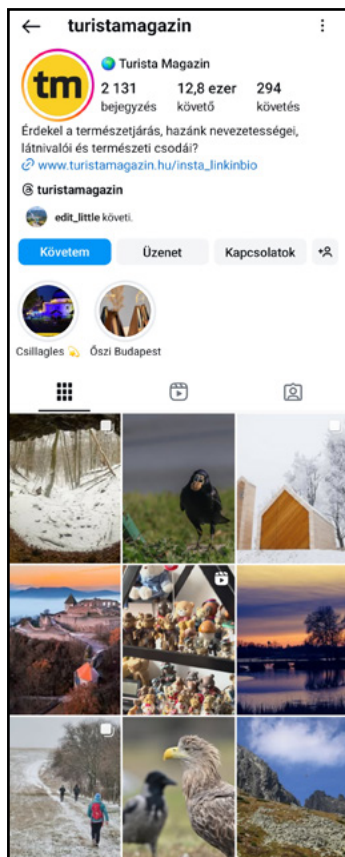 turistamagazin
tm
Turista Magazin
2 131 12,8 ezer 294
bejegyzés követő követés
Érdekel a természetjárás, hazánk nevezetességei,
látnivalói és természeti csodái?
www.turistamagazin.hu/insta_linkinbio
turistamagazin
edit_little követi.
Követem Üzenet Kapcsolatok
Csillagles Őszi Budapest